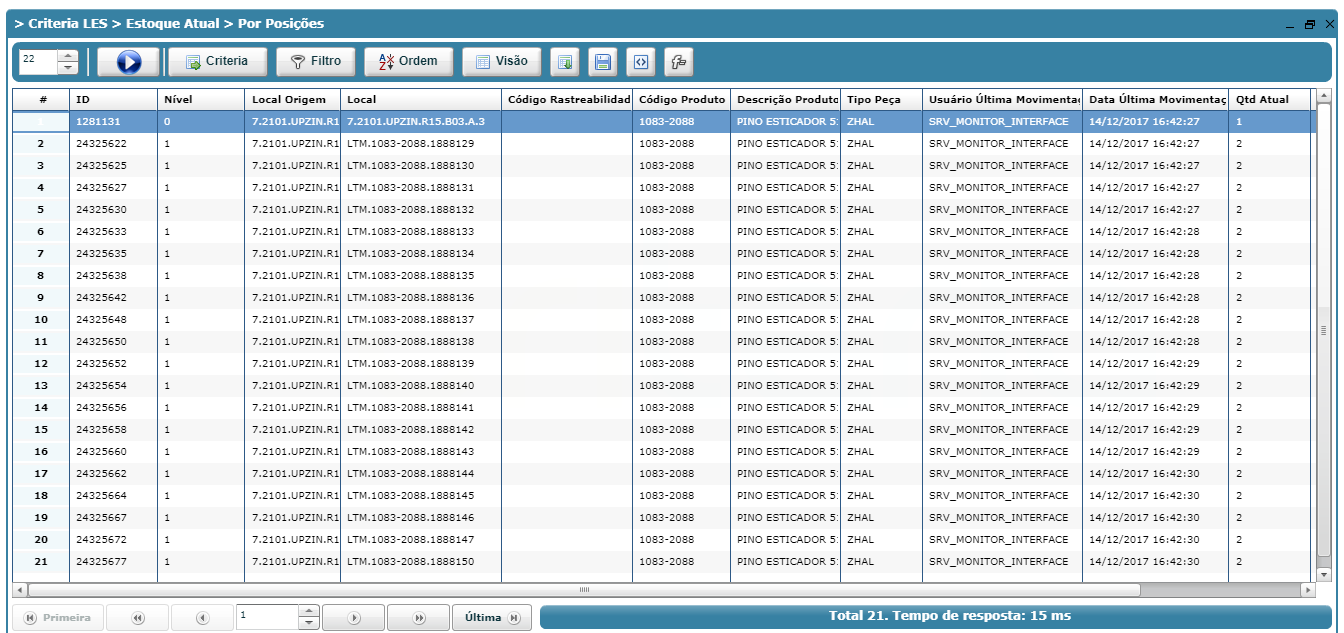 > Criteria LES > Estoque Atual > Por Posições
22 Criteria Filtro Ordem Visão
# ID Nível Local Origem Local Código Rastreabilidad Código Produto Descrição Produto Tipo Peça Usuário Última Movimentaç Data Última Movimentaç Qtd Atual
1 1281131 0 7.2101.UPZIN.R1 7.2101.UPZIN.R15.B03.A.3 1083-2088 PINO ESTICADOR 51 ZHAL SRV_MONITOR_INTERFACE 14/12/2017 16:42:27 1
2 24325622 1 7.2101.UPZIN.R1 LTM.1083-2088.1888129 1083-2088 PINO ESTICADOR 51 ZHAL SRV_MONITOR_INTERFACE 14/12/2017 16:42:27 2
3 24325625 1 7.2101.UPZIN.R1 LTM.1083-2088.1888130 1083-2088 PINO ESTICADOR 51 ZHAL SRV_MONITOR_INTERFACE 14/12/2017 16:42:27 2
4 24325627 1 7.2101.UPZIN.R1 LTM.1083-2088.1888131 1083-2088 PINO ESTICADOR 51 ZHAL SRV_MONITOR_INTERFACE 14/12/2017 16:42:27 2
5 24325630 1 7.2101.UPZIN.R1 LTM.1083-2088.1888132 1083-2088 PINO ESTICADOR 51 ZHAL SRV_MONITOR_INTERFACE 14/12/2017 16:42:27 2
6 24325633 1 7.2101.UPZIN.R1 LTM.1083-2088.1888133 1083-2088 PINO ESTICADOR 51 ZHAL SRV_MONITOR_INTERFACE 14/12/2017 16:42:28 2
7 24325635 1 7.2101.UPZIN.R1 LTM.1083-2088.1888134 1083-2088 PINO ESTICADOR 51 ZHAL SRV_MONITOR_INTERFACE 14/12/2017 16:42:28 2
8 24325638 1 7.2101.UPZIN.R1 LTM.1083-2088.1888135 1083-2088 PINO ESTICADOR 51 ZHAL SRV_MONITOR_INTERFACE 14/12/2017 16:42:28 2
9 24325642 1 7.2101.UPZIN.R1 LTM.1083-2088.1888136 1083-2088 PINO ESTICADOR 51 ZHAL SRV_MONITOR_INTERFACE 14/12/2017 16:42:28 2
10 24325648 1 7.2101.UPZIN.R1 LTM.1083-2088.1888137 1083-2088 PINO ESTICADOR 51 ZHAL SRV_MONITOR_INTERFACE 14/12/2017 16:42:28 2
11 24325650 1 7.2101.UPZIN.R1 LTM.1083-2088.1888138 1083-2088 PINO ESTICADOR 51 ZHAL SRV_MONITOR_INTERFACE 14/12/2017 16:42:28 2
12 24325652 1 7.2101.UPZIN.R1 LTM.1083-2088.1888139 1083-2088 PINO ESTICADOR 51 ZHAL SRV_MONITOR_INTERFACE 14/12/2017 16:42:29 2
13 24325654 1 7.2101.UPZIN.R1 LTM.1083-2088.1888140 1083-2088 PINO ESTICADOR 51 ZHAL SRV_MONITOR_INTERFACE 14/12/2017 16:42:29 2
14 24325656 1 7.2101.UPZIN.R1 LTM.1083-2088.1888141 1083-2088 PINO ESTICADOR 51 ZHAL SRV_MONITOR_INTERFACE 14/12/2017 16:42:29 2
15 24325658 1 7.2101.UPZIN.R1 LTM.1083-2088.1888142 1083-2088 PINO ESTICADOR 51 ZHAL SRV_MONITOR_INTERFACE 14/12/2017 16:42:29 2
16 24325660 1 7.2101.UPZIN.R1 LTM.1083-2088.1888143 1083-2088 PINO ESTICADOR 51 ZHAL SRV_MONITOR_INTERFACE 14/12/2017 16:42:29 2
17 24325662 1 7.2101.UPZIN.R1 LTM.1083-2088.1888144 1083-2088 PINO ESTICADOR 51 ZHAL SRV_MONITOR_INTERFACE 14/12/2017 16:42:30 2
18 24325664 1 7.2101.UPZIN.R1 LTM.1083-2088.1888145 1083-2088 PINO ESTICADOR 51 ZHAL SRV_MONITOR_INTERFACE 14/12/2017 16:42:30 2
19 24325667 1 7.2101.UPZIN.R1 LTM.1083-2088.1888146 1083-2088 PINO ESTICADOR 51 ZHAL SRV_MONITOR_INTERFACE 14/12/2017 16:42:30 2
20 24325672 1 7.2101.UPZIN.R1 LTM.1083-2088.1888147 1083-2088 PINO ESTICADOR 51 ZHAL SRV_MONITOR_INTERFACE 14/12/2017 16:42:30 2
21 24325677 1 7.2101.UPZIN.R1 LTM.1083-2088.1888150 1083-2088 PINO ESTICADOR 51 ZHAL SRV_MONITOR_INTERFACE 14/12/2017 16:42:30 2
Primeira 1 Última Total 21. Tempo de resposta: 15 ms